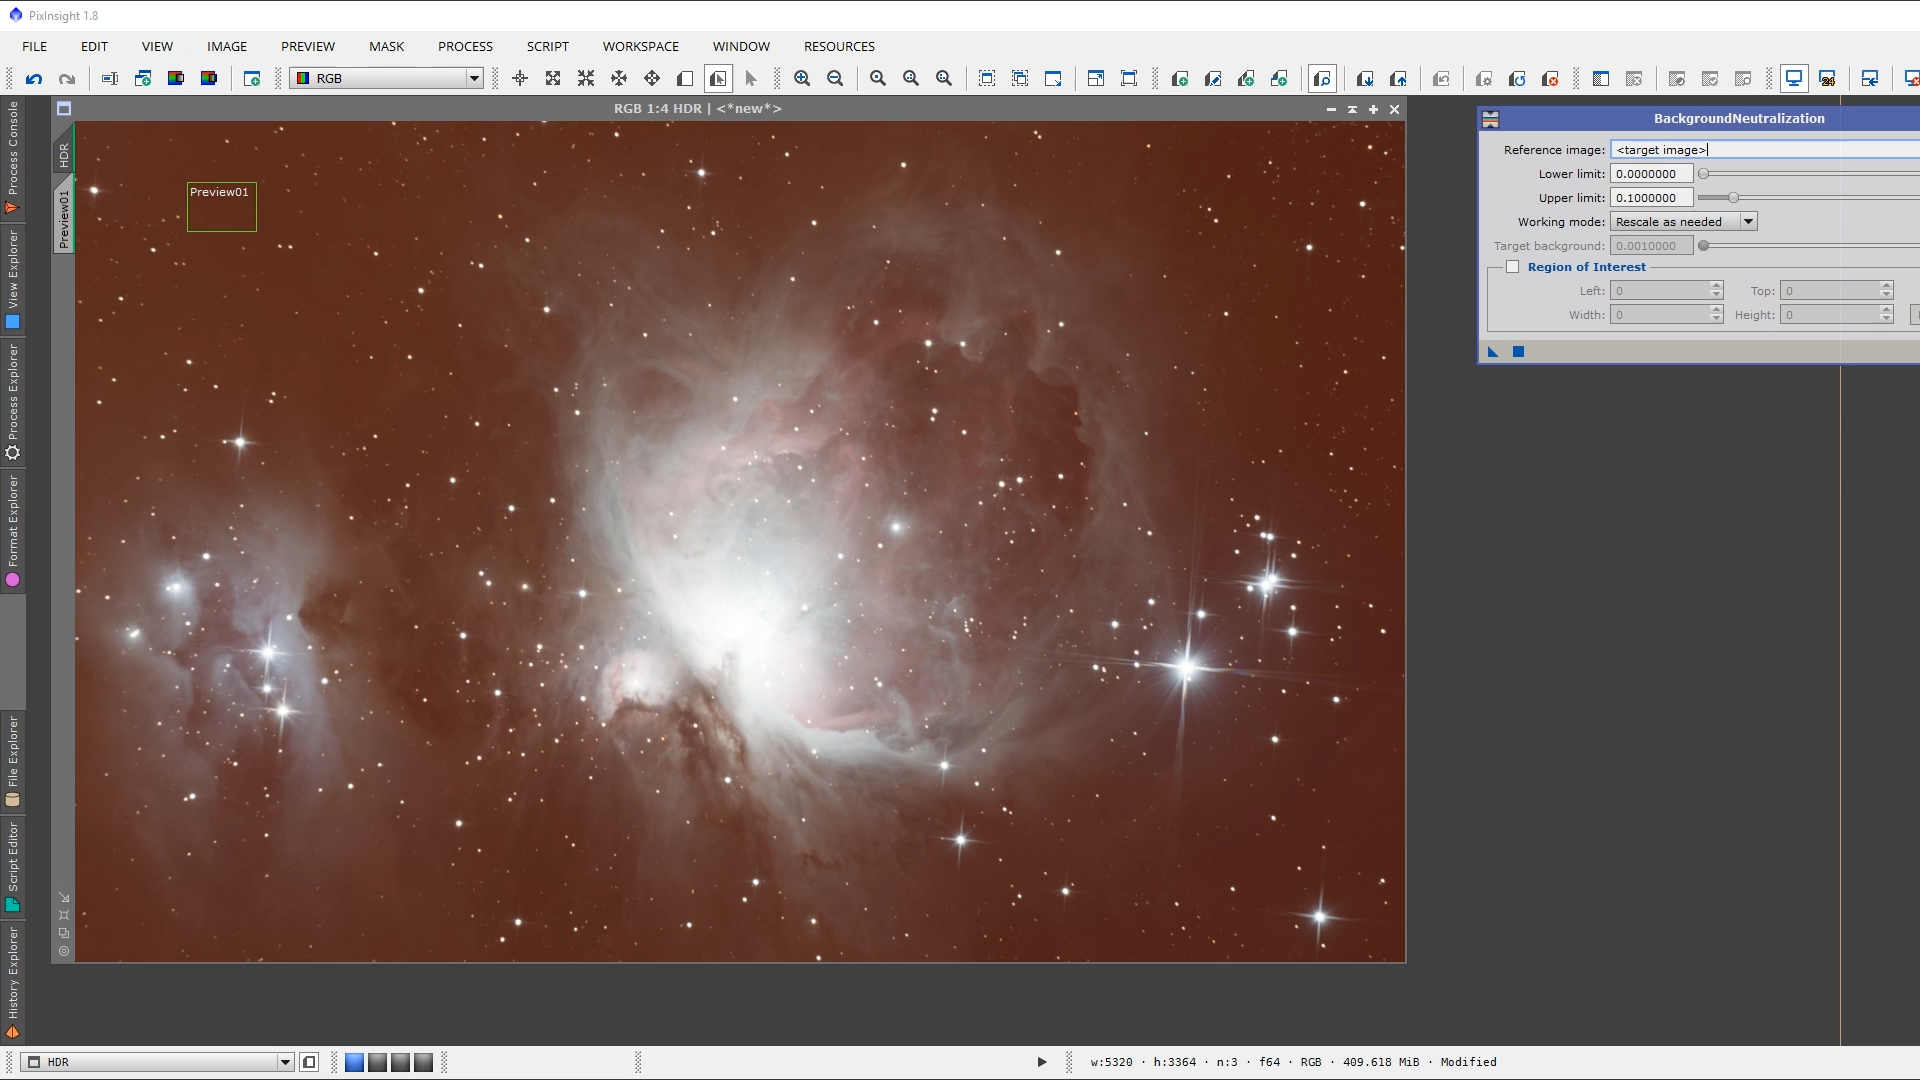 PixInsight 1.8
FILE EDIT VIEW IMAGE PREVIEW MASK PROCESS SCRIPT WORKSPACE WINDOW RESOURCES
RGB
24
RGB 1:4 HDR | <*new*>
Process Console
View Explorer
Process Explorer
Format Explorer
File Explorer
Script Editor
History Explorer
HDR
Preview01
Preview01
BackgroundNeutralization
Reference image: <target image>
Lower limit: 0.0000000
Upper limit: 0.1000000
Working mode: Rescale as needed
Target background: 0.0010000
Region of Interest
Left: 0 Top: 0
Width: 0 Height: 0
HDR
w:5320 · h:3364 · n:3 · f64 · RGB · 409.618 MiB · Modified